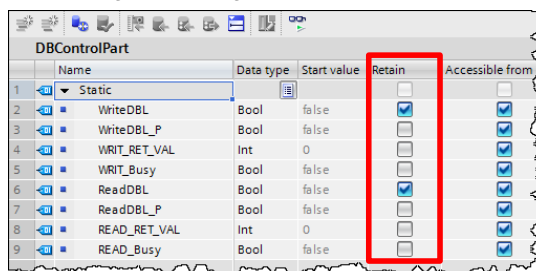 DBControlPart
Name Data type Start value Retain Accessible from
1 Static
2 WriteDBL Bool false
3 WriteDBL_P Bool false
4 WRIT_RET_VAL Int 0
5 WRIT_Busy Bool false
6 ReadDBL Bool false
7 ReadDBL_P Bool false
8 READ_RET_VAL Int 0
9 READ_Busy Bool false